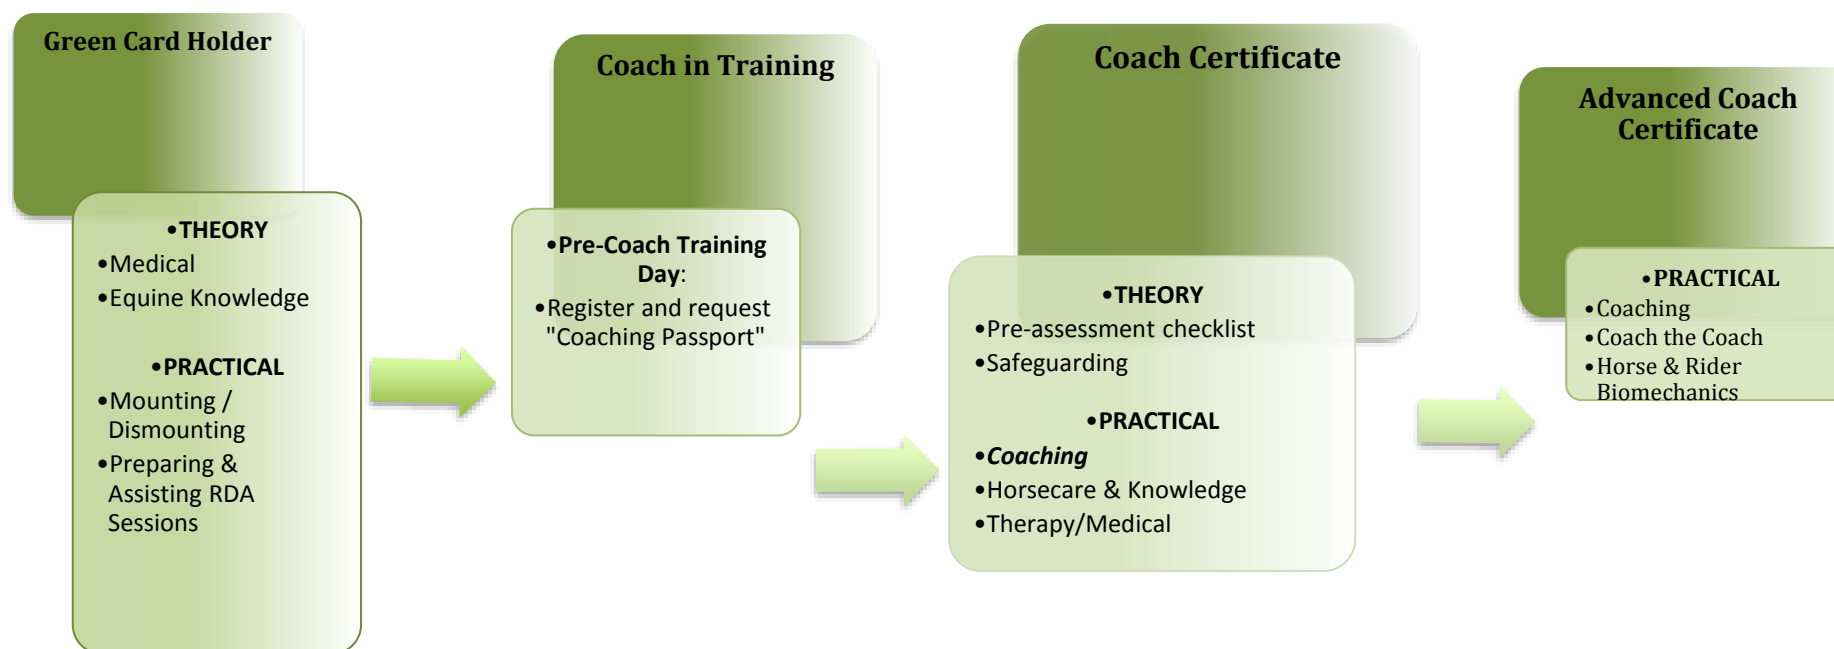 Green Card Holder
•THEORY
•Medical
•Equine Knowledge
•PRACTICAL
•Mounting /
Dismounting
•Preparing &
Assisting RDA
Sessions
Coach in Training
•Pre-Coach Training
Day:
•Register and request
"Coaching Passport"
Coach Certificate
•THEORY
•Pre-assessment checklist
•Safeguarding
•PRACTICAL
•Coaching
•Horsecare & Knowledge
•Therapy/Medical
Advanced Coach
Certificate
•PRACTICAL
•Coaching
•Coach the Coach
•Horse & Rider
Biomechanics